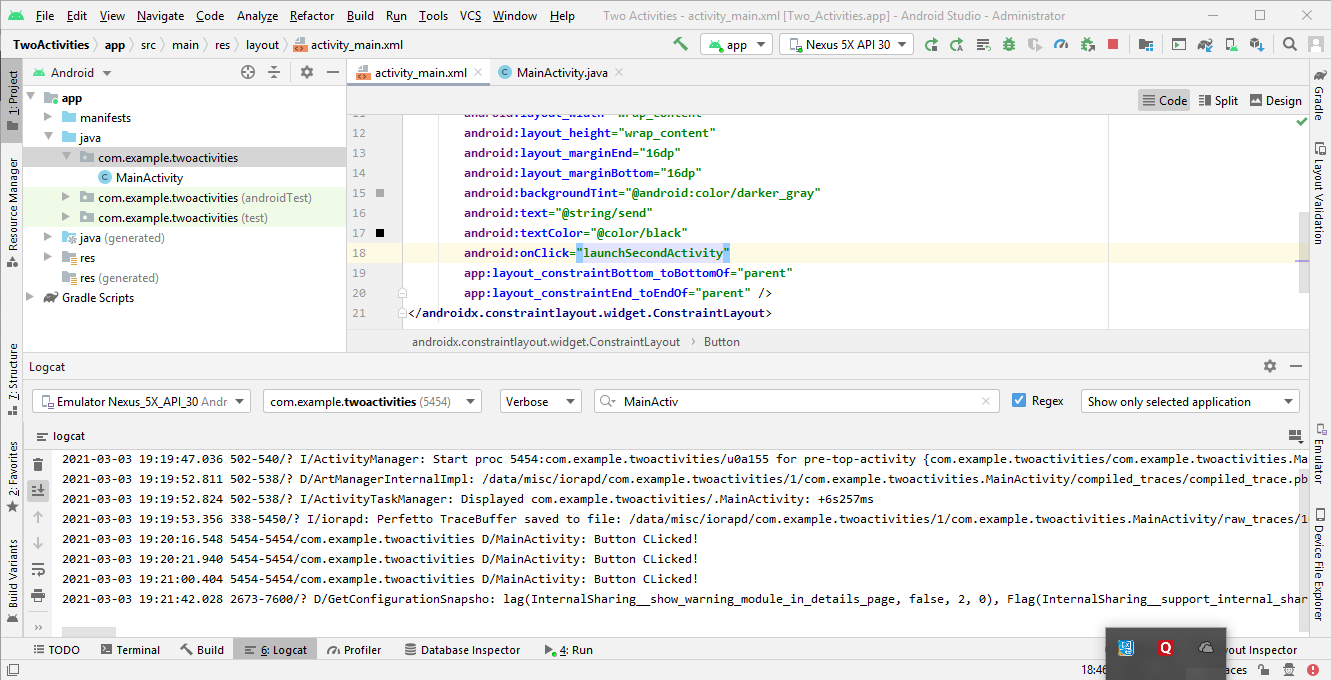 File Edit View Navigate Code Analyze Refactor Build Run Tools VCS Window Help Two Activities - activity_main.xml [Two_Activities.app] - Android Studio - Administrator
TwoActivities app src main res layout activity_main.xml app Nexus 5X API 30
1: Project
Resource Manager
Z: Structure
2: Favorites
Build Variants
Android
app
manifests
java
com.example.twoactivities
MainActivity
com.example.twoactivities (androidTest)
com.example.twoactivities (test)
java (generated)
res
res (generated)
Gradle Scripts
activity_main.xml MainActivity.java
Code Split Design
11 android:layout_width="wrap_content"
12 android:layout_height="wrap_content"
13 android:layout_marginEnd="16dp"
14 android:layout_marginBottom="16dp"
15 android:backgroundTint="@android:color/darker_gray"
16 android:text="@string/send"
17 android:textColor="@color/black"
18 android:onClick="launchSecondActivity"
19 app:layout_constraintBottom_toBottomOf="parent"
20 app:layout_constraintEnd_toEndOf="parent" />
21 </androidx.constraintlayout.widget.ConstraintLayout>
androidx.constraintlayout.widget.ConstraintLayout Button
Gradle
Layout Validation
Emulator
Device File Explorer
Logcat
Emulator Nexus_5X_API_30 Andr com.example.twoactivities (5454) Verbose MainActiv Regex Show only selected application
logcat
2021-03-03 19:19:47.036 502-540/? I/ActivityManager: Start proc 5454:com.example.twoactivities/u0a155 for pre-top-activity {com.example.twoactivities/com.example.twoactivities.Ma
2021-03-03 19:19:52.811 502-538/? D/ArtManagerInternalImpl: /data/misc/iorapd/com.example.twoactivities/1/com.example.twoactivities.MainActivity/compiled_traces/compiled_trace.pb
2021-03-03 19:19:52.824 502-538/? I/ActivityTaskManager: Displayed com.example.twoactivities/.MainActivity: +6s257ms
2021-03-03 19:19:53.356 338-5450/? I/iorapd: Perfetto TraceBuffer saved to file: /data/misc/iorapd/com.example.twoactivities/1/com.example.twoactivities.MainActivity/raw_traces/1
2021-03-03 19:20:16.548 5454-5454/com.example.twoactivities D/MainActivity: Button CLicked!
2021-03-03 19:20:21.940 5454-5454/com.example.twoactivities D/MainActivity: Button CLicked!
2021-03-03 19:21:00.404 5454-5454/com.example.twoactivities D/MainActivity: Button CLicked!
2021-03-03 19:21:42.028 2673-7600/? D/GetConfigurationSnapsho: lag(InternalSharing__show_warning_module_in_details_page, false, 2, 0), Flag(InternalSharing__support_internal_shar
TODO Terminal Build 6: Logcat Profiler Database Inspector 4: Run yout Inspector
18:46 aces
Q